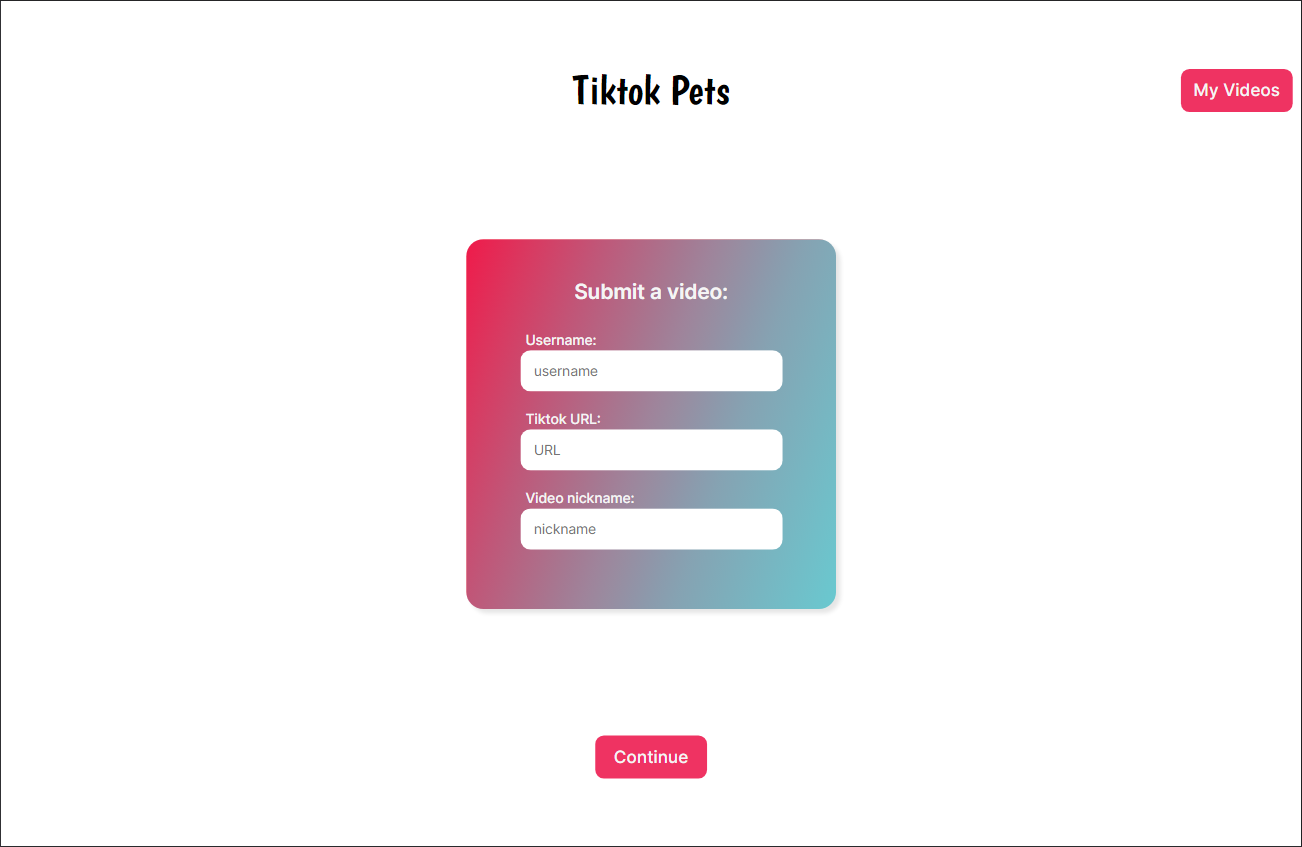 Tiktok Pets
My Videos
Submit a video:
Username:
username
Tiktok URL:
URL
Video nickname:
nickname
Continue